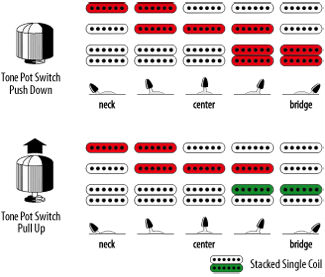 Tone Pot Switch
Push Down
neck
center
bridge
Tone Pot Switch
Pull Up
neck
center
bridge
Stacked Single Coil